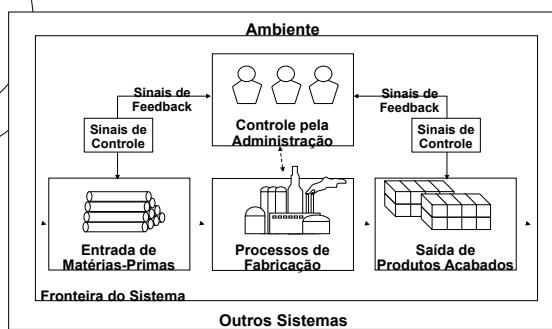 Ambiente
Sinais de
Feedback
Sinais de
Feedback
Sinais de
Controle
Controle pela
Administração
Sinais de
Controle
Entrada de
Matérias-Primas
Processos de
Fabricação
Saída de
Produtos Acabados
Fronteira do Sistema
Outros Sistemas